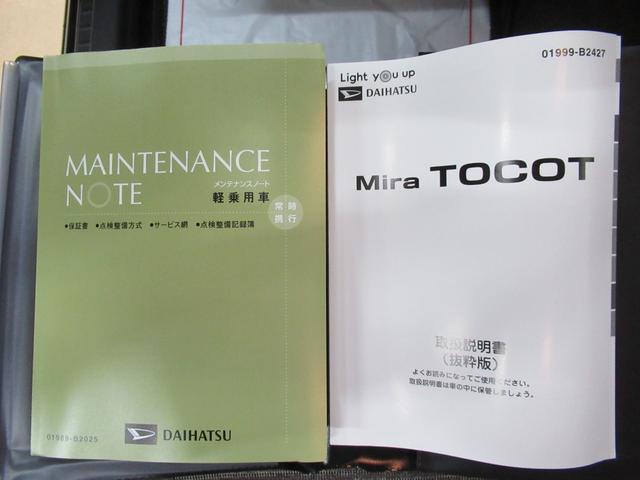 MAINTENANCE
NOTE
メンテナンスノート
軽乗用車
常時
携行
●保証書 ●点検整備方式 ●サービス網 ●点検整備記録簿
01989-B2025
DAIHATSU
01999-B2427
Light you up
DAIHATSU
Mira TOCOT
取扱説明書
(抜粋版)
よくお読みになってご使用ください。
取扱説明書は車の中に保管しましょう。